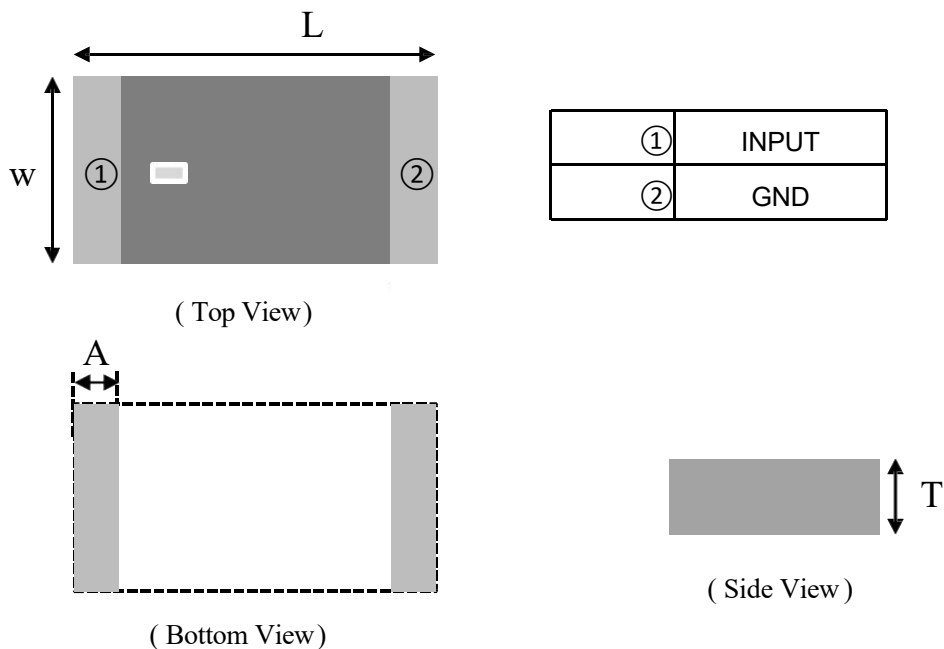 L
w
① ②
① INPUT
② GND
( Top View)
A
T
( Side View)
( Bottom View)